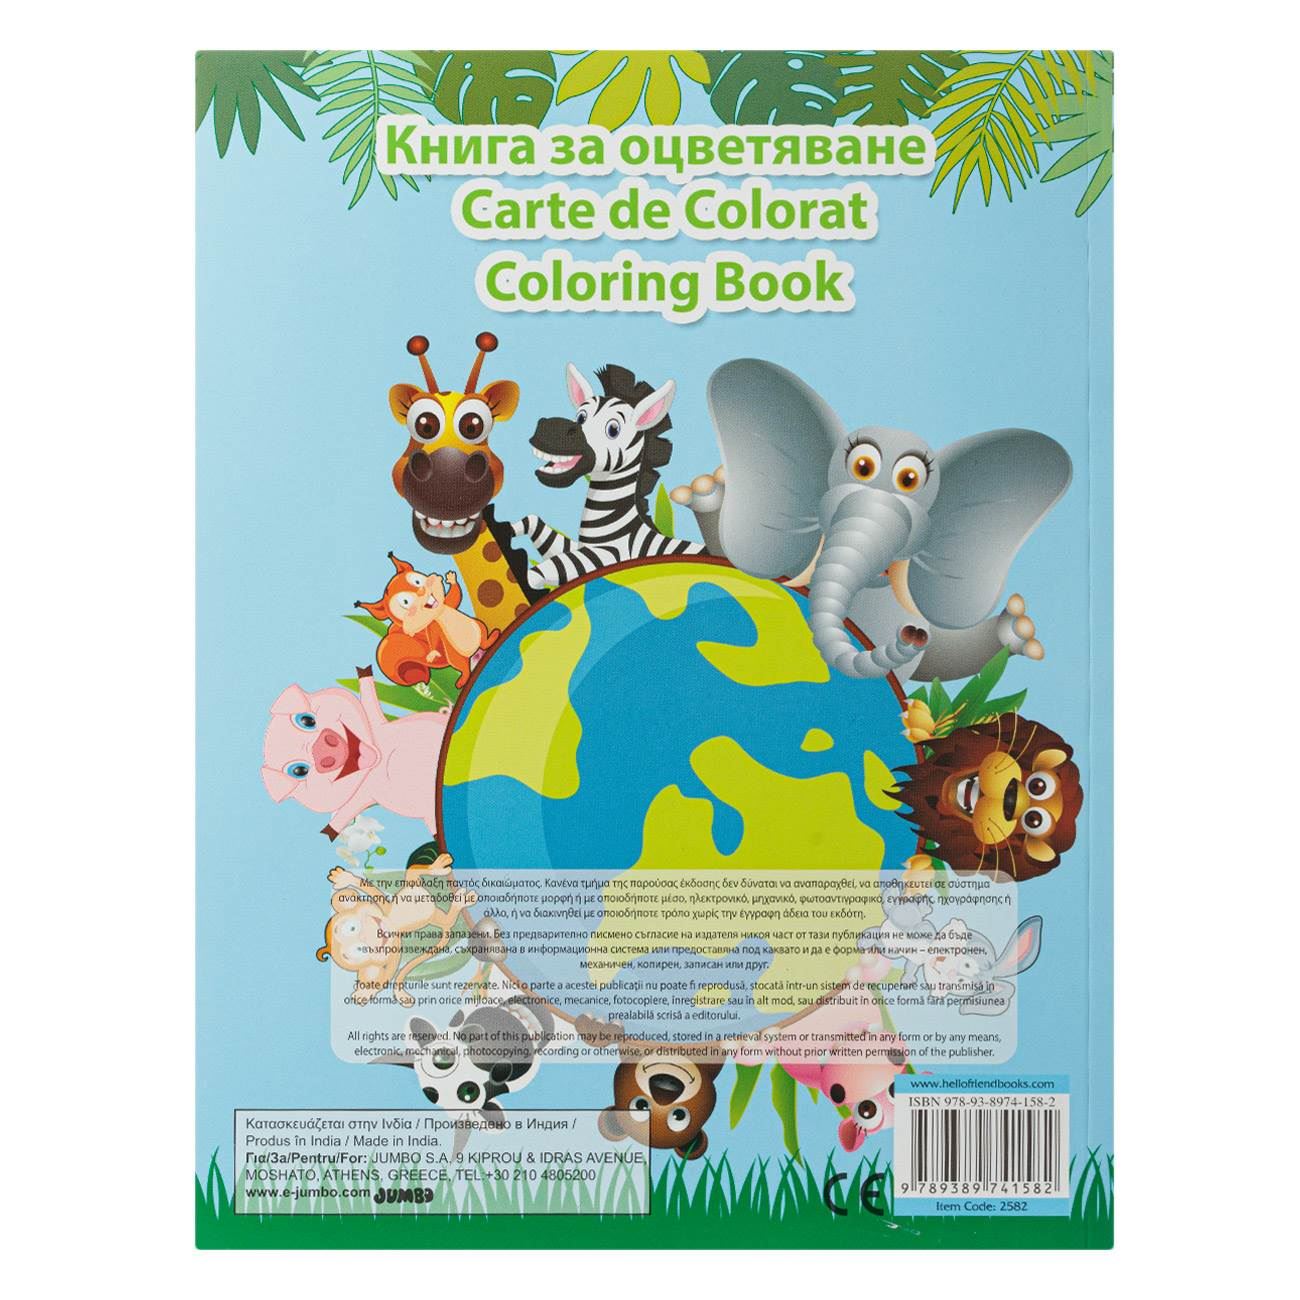 Книга за оцветяване
Carte de Colorat
Coloring Book
Με την επιφύλαξη παντός δικαιώματος. Κανένα τμήμα της παρούσας έκδοσης δεν δύναται να αναπαραχθεί, να αποθηκευτεί σε σύστημα
ανάκτησης ή να μεταδοθεί με οποιαδήποτε μορφή ή με οποιοδήποτε μέσο, ηλεκτρονικό, μηχανικό, φωτοαντιγραφικό, εγγραφής, ηχογράφησης ή
άλλο, ή να διακινηθεί με οποιοδήποτε τρόπο χωρίς την έγγραφη άδεια του εκδότη.
Всички права запазени. Без предварително писмено съгласие на издателя никоя част от тази публикация не може да бъде
възпроизвеждана, съхранявана в информационна система или предоставяна под каквато и да е форма или начин – електронен,
механичен, копирен, записан или друг.
Toate drepturile sunt rezervate. Nici o parte a acestei publicații nu poate fi reprodusă, stocată într-un sistem de recuperare sau transmisă în
orice formă sau prin orice mijloace, electronice, mecanice, fotocopiere, înregistrare sau în alt mod, sau distribuit în orice formă fără permisiunea
prealabilă scrisă a editorului.
All rights are reserved. No part of this publication may be reproduced, stored in a retrieval system or transmitted in any form or by any means,
electronic, mechanical, photocopying, recording or otherwise, or distributed in any form without prior written permission of the publisher.
www.hellofriendbooks.com
ISBN 978-93-8974-158-2
9 789389 741582
Item Code: 2582
CE
Κατασκευάζεται στην Ινδία / Произведено в Индия /
Produs în India / Made in India.
Για/За/Pentru/For: JUMBO S.A. 9 KIPROU & IDRAS AVENUE,
MOSHATO, ATHENS, GREECE, TEL:+30 210 4805200
www.e-jumbo.com JUMBO